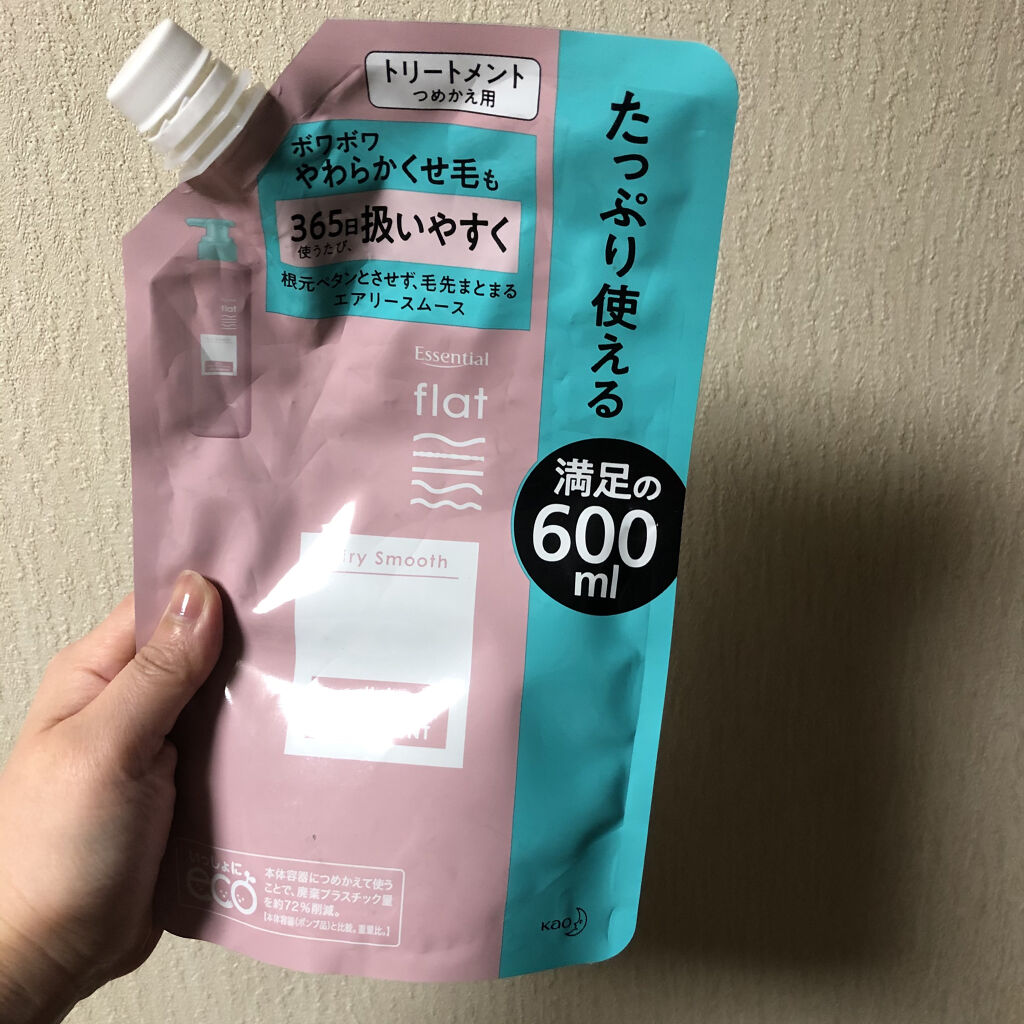 トリートメント
つめかえ用
ボワボワ
やわらかくせ毛も
365日
使うたび、
扱いやすく
根元ペタンとさせず、毛先まとまる
エアリースムース
たっぷり使える
満足の
600
ml
flat
Essential
flat
iry Smooth
NT
いっしょに
eco
本体容器につめかえて使う
ことで、廃棄プラスチック量
を約72%削減。
【本体容器(ポンプ品)と比較。重量比。】
Kao